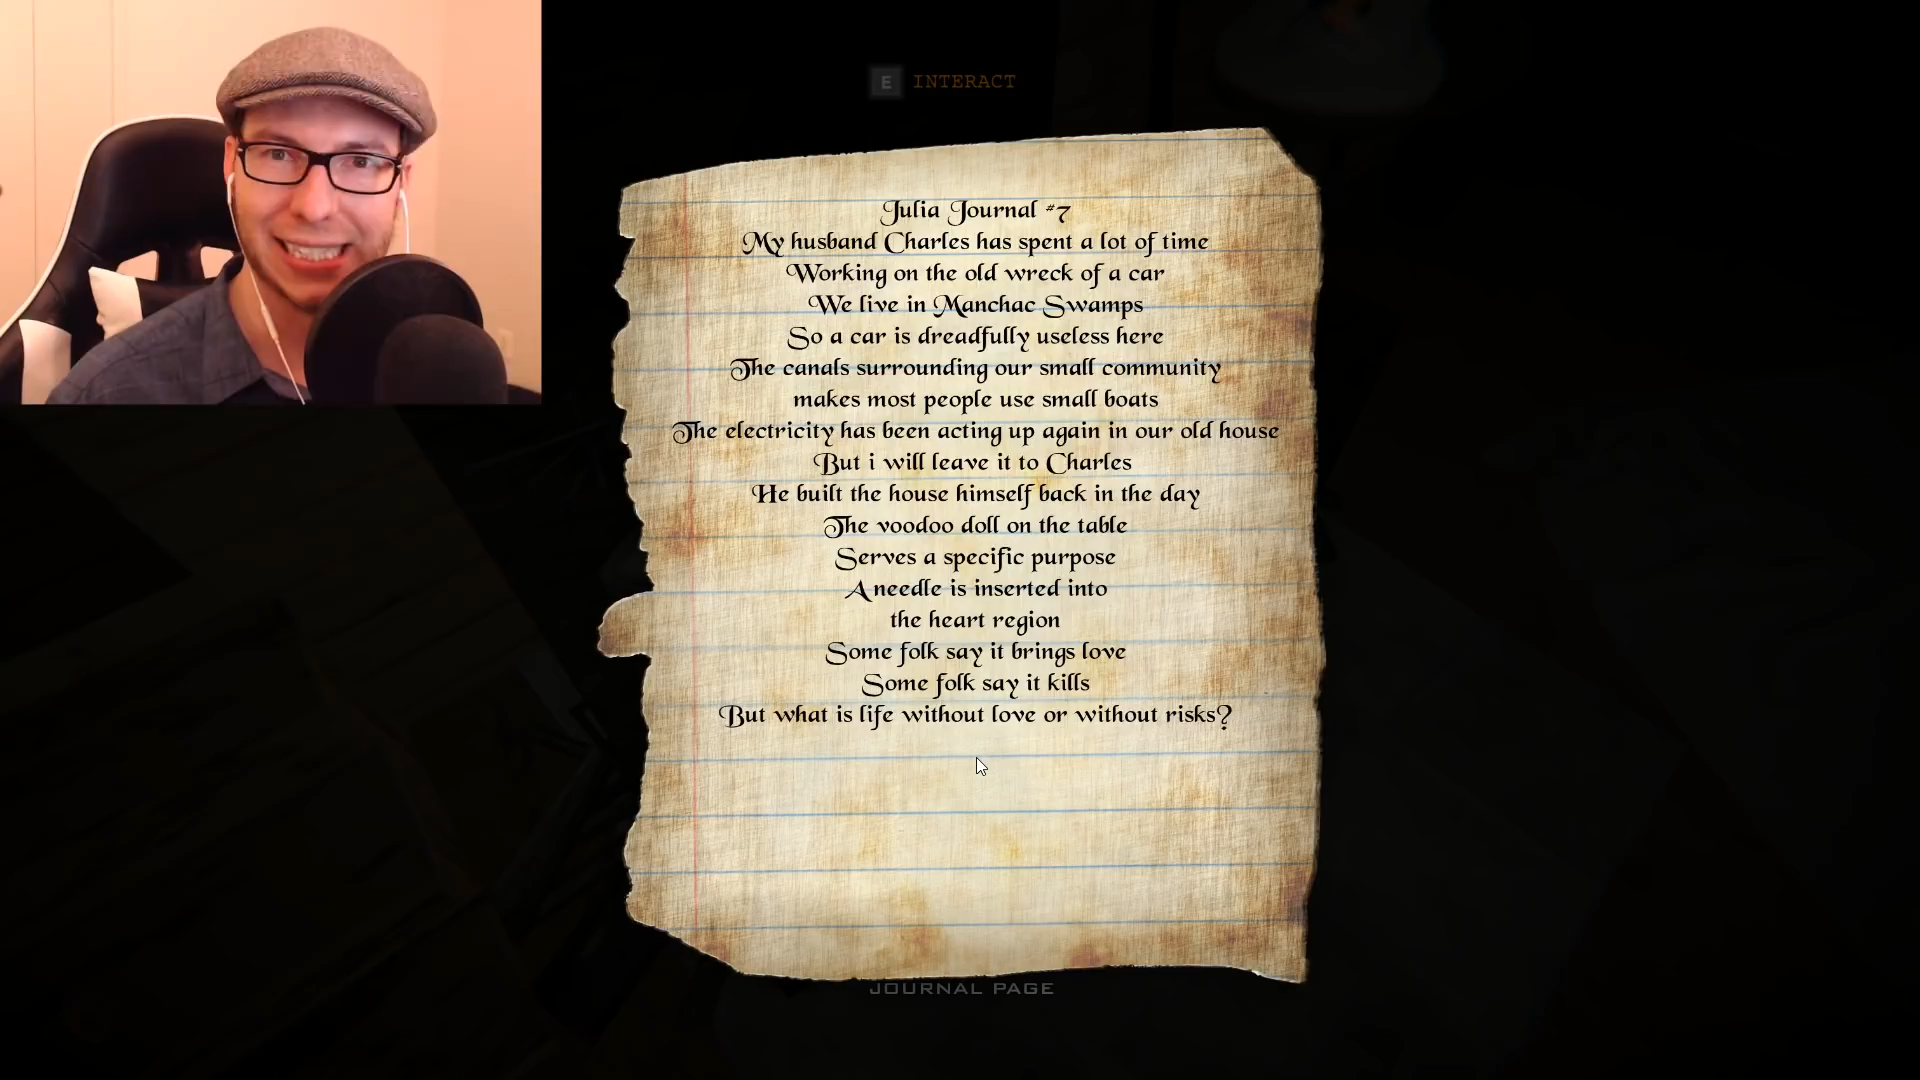 E INTERACT
Julia Journal #7
My husband Charles has spent a lot of time
Working on the old wreck of a car
We live in Manchac Swamps
So a car is dreadfully useless here
The canals surrounding our small community
makes most people use small boats
The electricity has been acting up again in our old house
But i will leave it to Charles
He built the house himself back in the day
The voodoo doll on the table
Serves a specific purpose
A needle is inserted into
the heart region
Some folk say it brings love
Some folk say it kills
But what is life without love or without risks?
JOURNAL PAGE